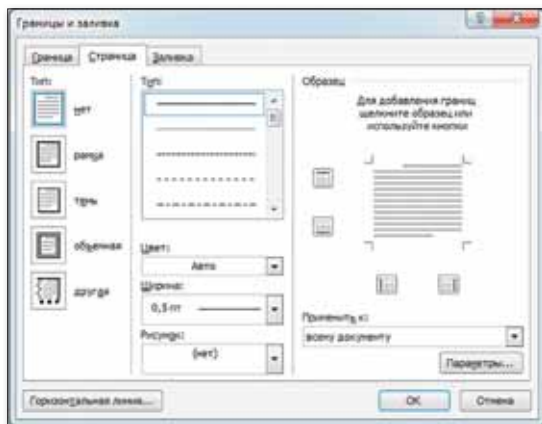 Границы и заливка
Граница Страница Заливка
Тип:
нет
рамка
тень
объемная
другая
Тип:
Цвет:
Авто
Ширина:
0,5 пт
Рисунок:
(нет)
Образец
Для добавления границ
щелкните образец или
используйте кнопки
Применить к:
всему документу
Параметры...
Горизонтальная линия...
ОК
Отмена